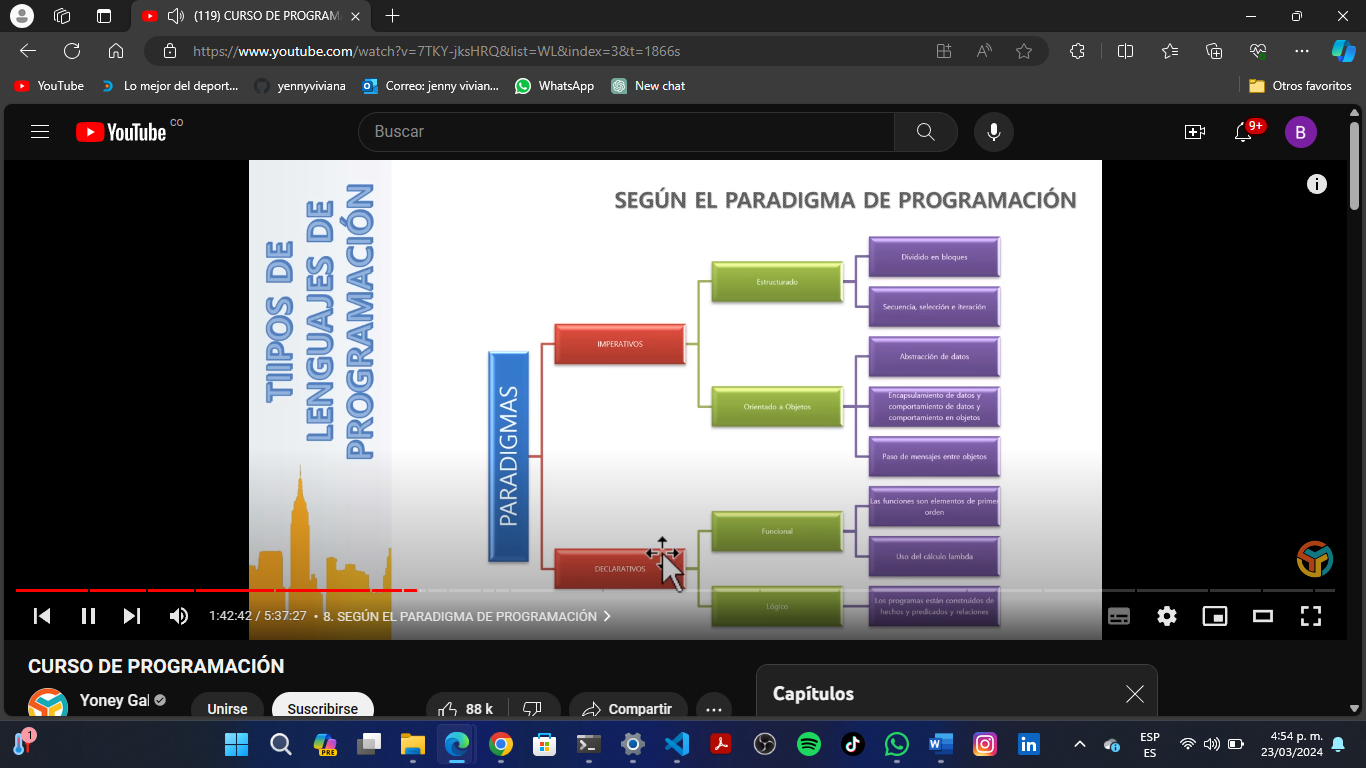 (119) CURSO DE PROGRAMA
https://www.youtube.com/watch?v=7TKY-jksHRQ&list=WL&index=3&t=1866s
YouTube
Lo mejor del deport...
yennyviviana
Correo: jenny vivian...
WhatsApp
New chat
Otros favoritos
YouTube CO
Buscar
9+
B
TIIPOS DE
LENGUAJES DE
PROGRAMACIÓN
SEGÚN EL PARADIGMA DE PROGRAMACIÓN
PARADIGMAS
IMPERATIVOS
Estructurado
Dividido en bloques
Secuencia, selección e iteración
Orientado a Objetos
Abstracción de datos
Encapsulamiento de datos y
comportamiento de datos y
comportamiento en objetos
Paso de mensajes entre objetos
DECLARATIVOS
Funcional
Las funciones son elementos de primer
orden
Uso del cálculo lambda
Lógico
Los programas están construidos de
hechos y predicados y relaciones
1:42:42 / 5:37:27 • 8. SEGÚN EL PARADIGMA DE PROGRAMACIÓN
CURSO DE PROGRAMACIÓN
Yoney Gal
Unirse
Suscribirse
88 k
Compartir
Capítulos
1
PRE
ESP
ES
4:54 p. m.
23/03/2024